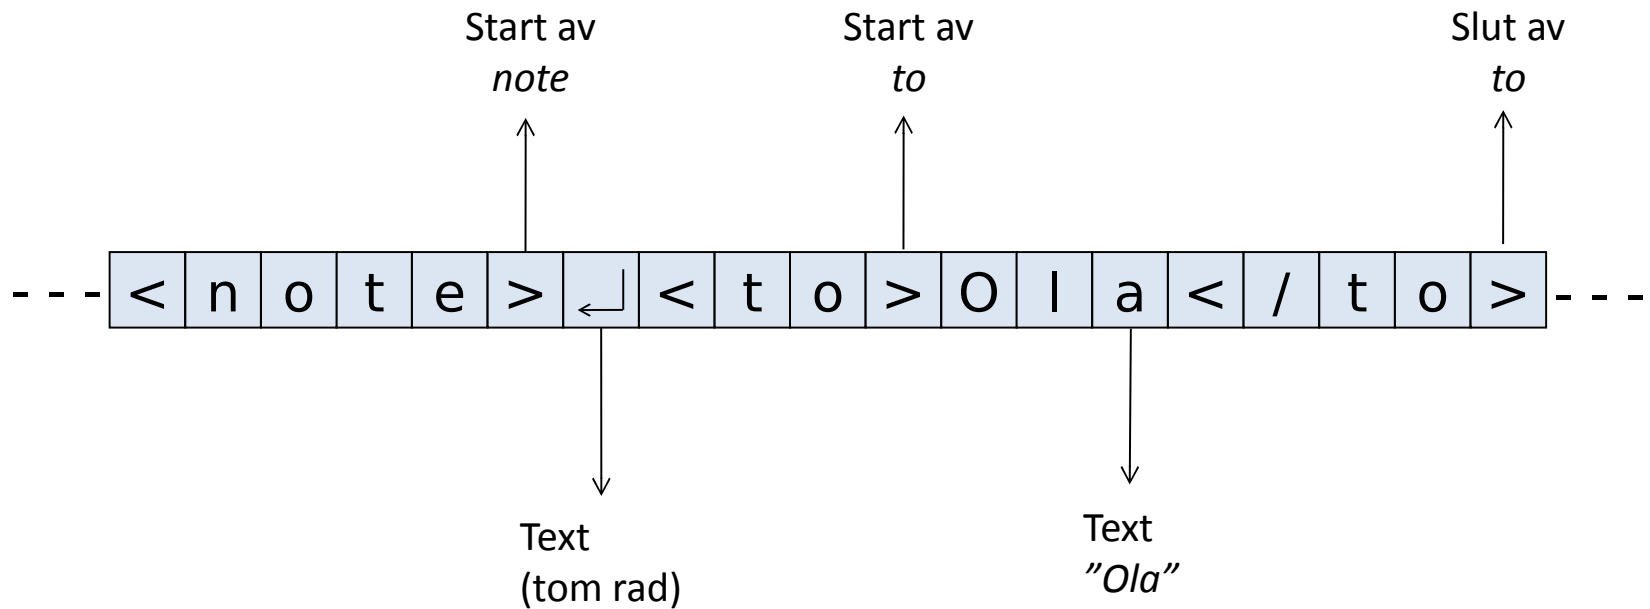 Start av
note
Start av
to
Slut av
to
<note>↵<to>Ola</to>
Text
(tom rad)
Text
”Ola”